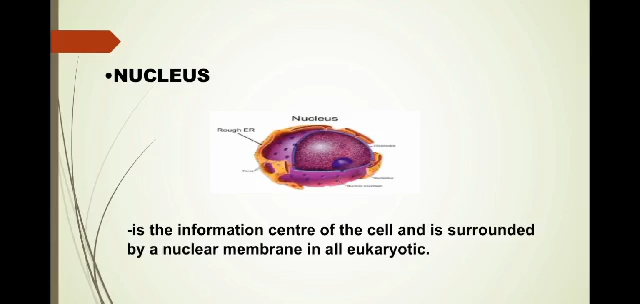 •NUCLEUS
Nucleus
Rough ER
-is the information centre of the cell and is surrounded
by a nuclear membrane in all eukaryotic.